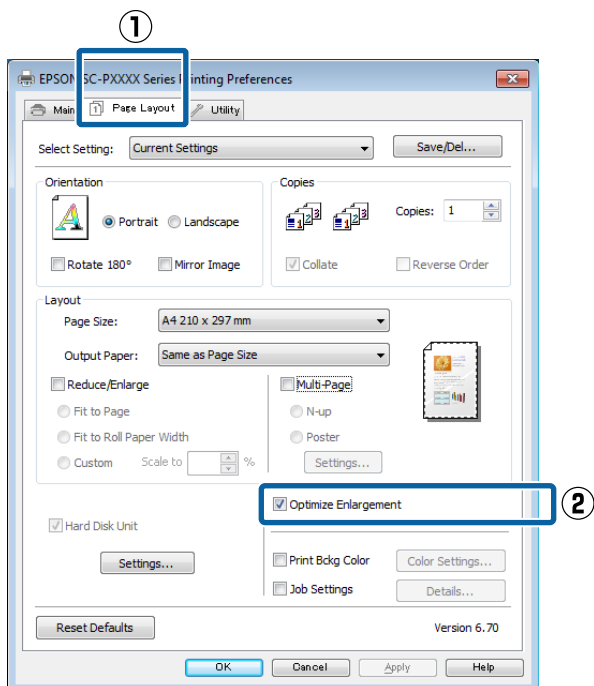 ①
EPSON SC-PXXXX Series Printing Preferences
Main Page Layout Utility
Select Setting: Current Settings Save/Del...
Orientation
Portrait Landscape
Rotate 180° Mirror Image
Copies
Copies: 1
Collate Reverse Order
Layout
Page Size: A4 210 x 297 mm
Output Paper: Same as Page Size
Reduce/Enlarge
Fit to Page
Fit to Roll Paper Width
Custom Scale to %
Multi-Page
N-up
Poster
Settings...
Optimize Enlargement
②
Hard Disk Unit
Settings...
Print Bckg Color Color Settings...
Job Settings Details...
Reset Defaults Version 6.70
OK Cancel Apply Help